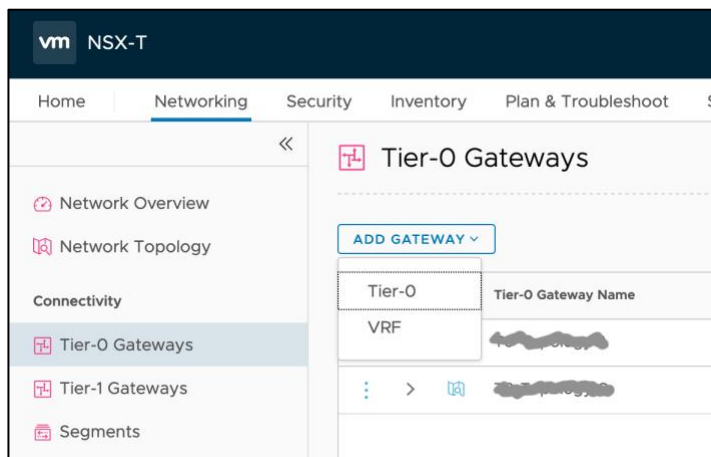 vm NSX-T
Home Networking Security Inventory Plan & Troubleshoot
Tier-0 Gateways
Network Overview
Network Topology
ADD GATEWAY
Tier-0
VRF
Tier-0 Gateway Name
Connectivity
Tier-0 Gateways
Tier-1 Gateways
Segments